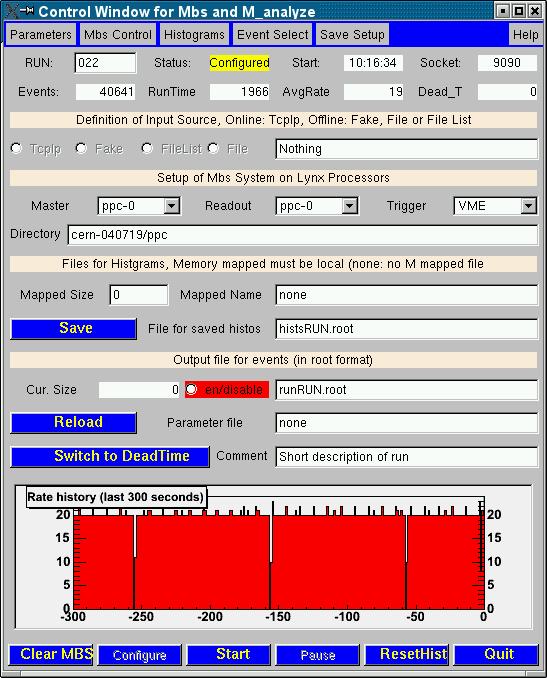 Control Window for Mbs and M_analyze
Parameters Mbs Control Histograms Event Select Save Setup Help
RUN: 022 Status: Configured Start: 10:16:34 Socket: 9090
Events: 40641 RunTime 1966 AvgRate 19 Dead_T 0
Definition of Input Source, Online: TcpIp, Offline: Fake, File or File List
TcpIp Fake FileList File Nothing
Setup of Mbs System on Lynx Processors
Master ppc-0 Readout ppc-0 Trigger VME
Directory cern-040719/ppc
Files for Histgrams, Memory mapped must be local (none: no M mapped file
Mapped Size 0 Mapped Name none
Save File for saved histos histsRUN.root
Output file for events (in root format)
Cur. Size 0 en/disable runRUN.root
Reload Parameter file none
Switch to DeadTime Comment Short description of run
Rate history (last 300 seconds)
20 20
15 15
10 10
5 5
0 0
-300 -250 -200 -150 -100 -50 0
Clear MBS Configure Start Pause ResetHist Quit